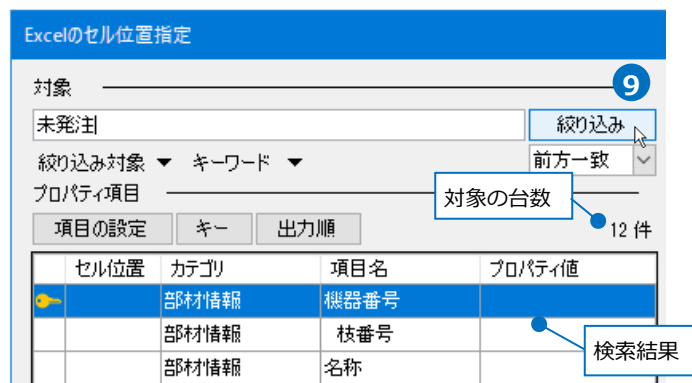 Excelのセル位置指定
対象
9
未発注
絞り込み
絞り込み対象 ▼ キーワード ▼
前方一致
プロパティ項目
対象の台数
項目の設定 キー 出力順
12 件
セル位置 カテゴリ 項目名 プロパティ値
部材情報 機器番号
部材情報 枝番号
検索結果
部材情報 名称